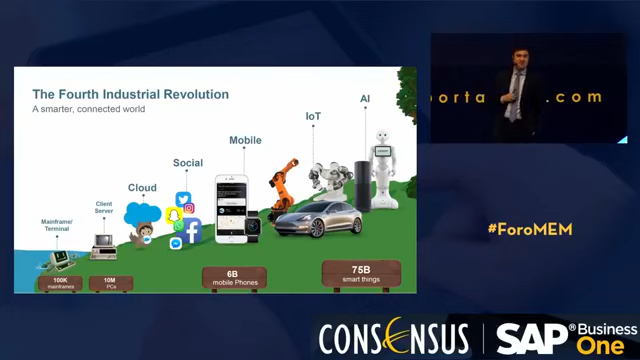 The Fourth Industrial Revolution
A smarter, connected world
AI
IoT
Mobile
Social
Cloud
Client
Server
Mainframe/
Terminal
100K
mainframes
10M
PCs
6B
mobile Phones
75B
smart things
porta
.com
#ForoMEM
CONSENSUS
SAP® Business
One